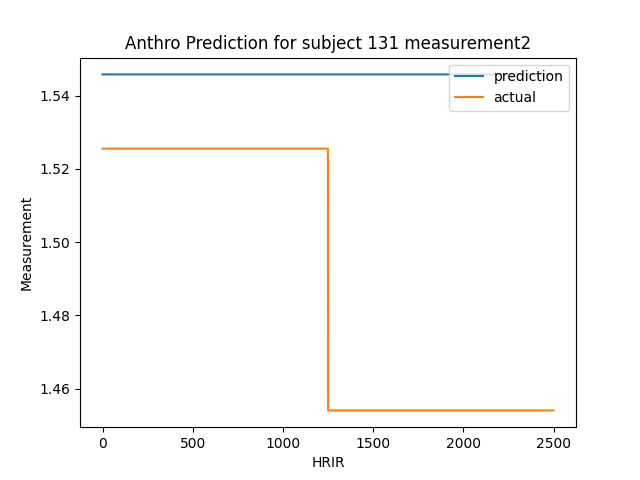 Anthro Prediction for subject 131 measurement2
prediction
actual
1.54
1.52
1.50
1.48
1.46
Measurement
0 500 1000 1500 2000 2500
HRIR